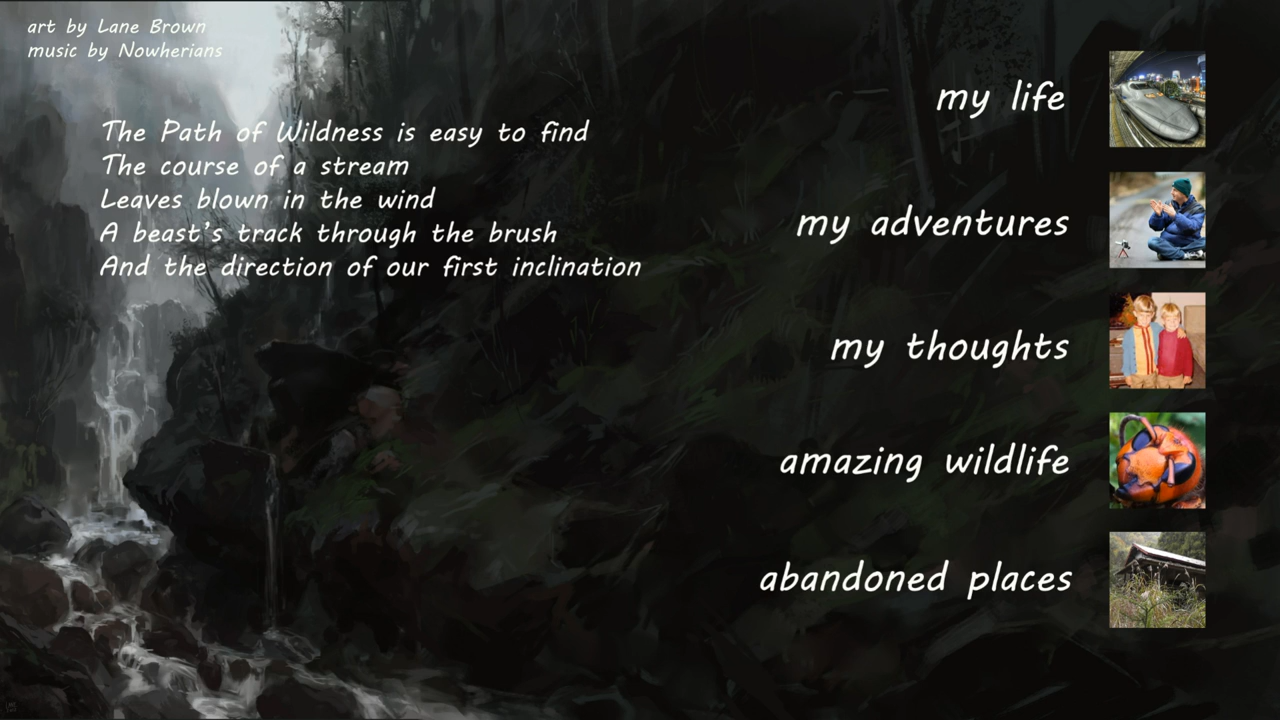 art by Lane Brown
music by Nowherians
The Path of Wildness is easy to find
The course of a stream
Leaves blown in the wind
A beast's track through the brush
And the direction of our first inclination
my life
my adventures
my thoughts
amazing wildlife
abandoned places